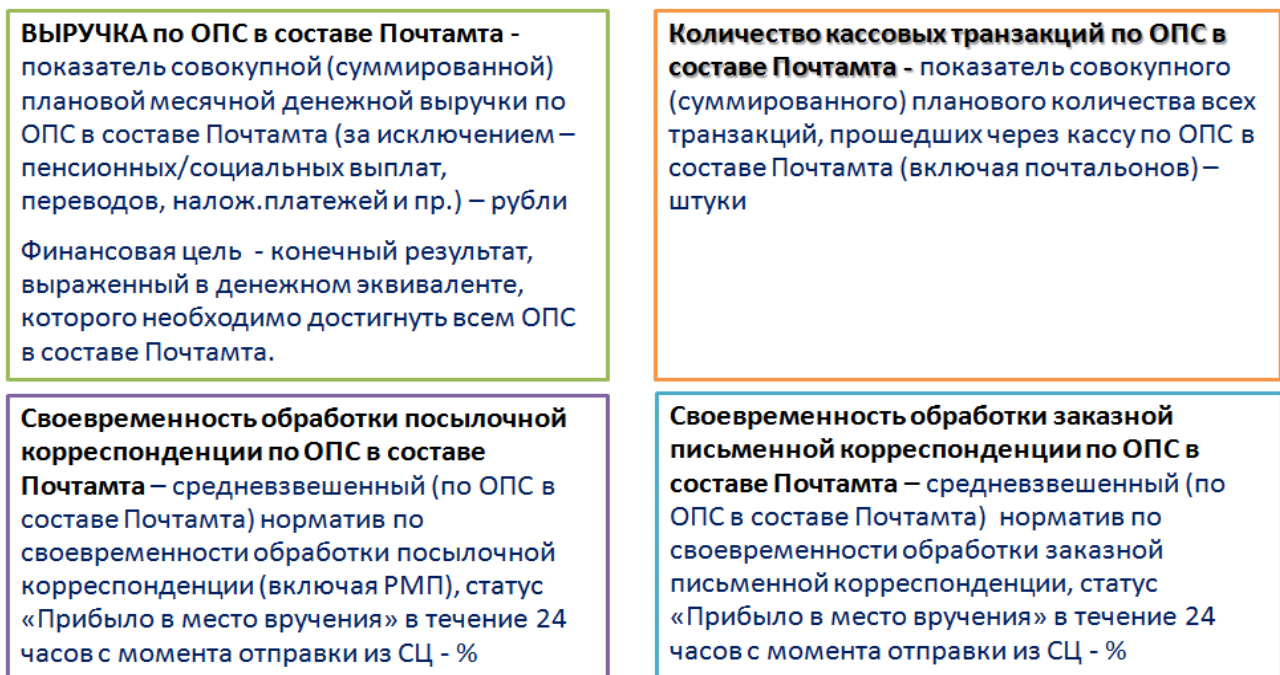 ВЫРУЧКА по ОПС в составе Почтамта -
показатель совокупной (суммированной)
плановой месячной денежной выручки по
ОПС в составе Почтамта (за исключением –
пенсионных/социальных выплат,
переводов, налож.платежей и пр.) – рубли
Финансовая цель - конечный результат,
выраженный в денежном эквиваленте,
которого необходимо достигнуть всем ОПС
в составе Почтамта.
Количество кассовых транзакций по ОПС в
составе Почтамта - показатель совокупного
(суммированного) планового количества всех
транзакций, прошедших через кассу по ОПС в
составе Почтамта (включая почтальонов) –
штуки
Своевременность обработки посылочной
корреспонденции по ОПС в составе
Почтамта – средневзвешенный (по ОПС в
составе Почтамта) норматив по
своевременности обработки посылочной
корреспонденции (включая РМП), статус
«Прибыло в место вручения» в течение 24
часов с момента отправки из СЦ - %
Своевременность обработки заказной
письменной корреспонденции по ОПС в
составе Почтамта – средневзвешенный (по
ОПС в составе Почтамта) норматив по
своевременности обработки заказной
письменной корреспонденции, статус
«Прибыло в место вручения» в течение 24
часов с момента отправки из СЦ - %